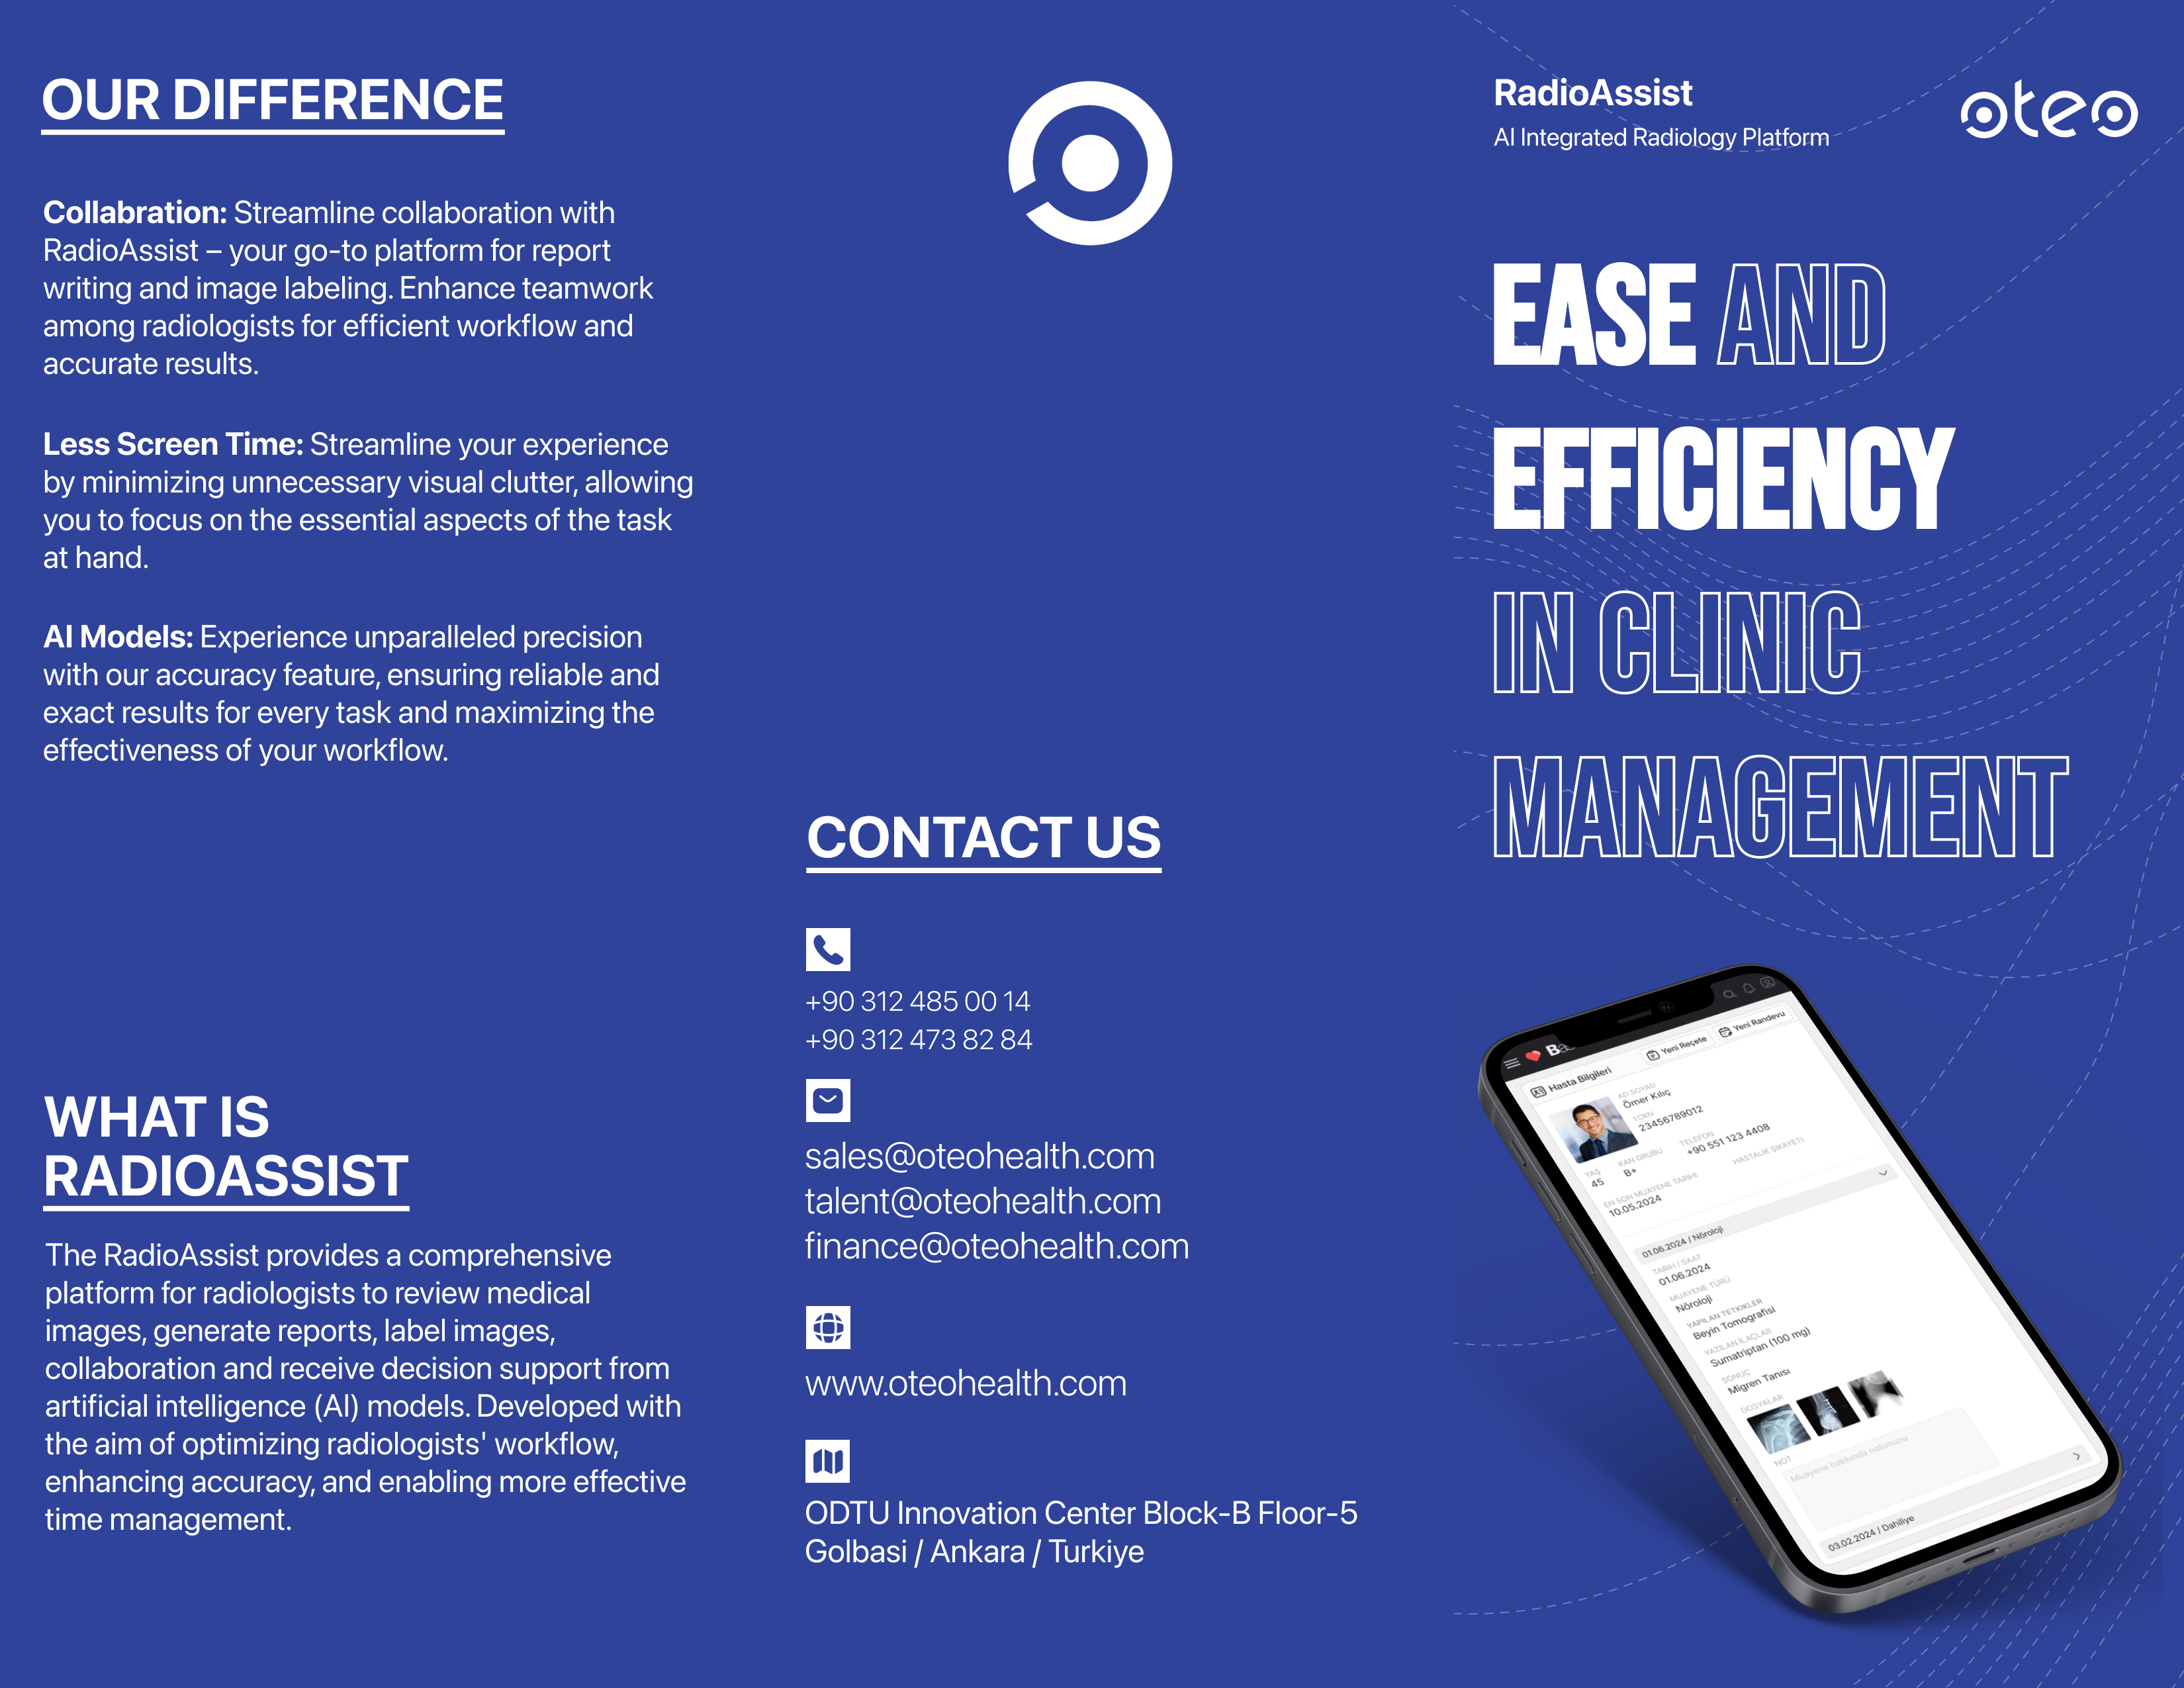 OUR DIFFERENCE
Collabration: Streamline collaboration with
RadioAssist – your go-to platform for report
writing and image labeling. Enhance teamwork
among radiologists for efficient workflow and
accurate results.
Less Screen Time: Streamline your experience
by minimizing unnecessary visual clutter, allowing
you to focus on the essential aspects of the task
at hand.
AI Models: Experience unparalleled precision
with our accuracy feature, ensuring reliable and
exact results for every task and maximizing the
effectiveness of your workflow.
WHAT IS
RADIOASSIST
The RadioAssist provides a comprehensive
platform for radiologists to review medical
images, generate reports, label images,
collaboration and receive decision support from
artificial intelligence (AI) models. Developed with
the aim of optimizing radiologists' workflow,
enhancing accuracy, and enabling more effective
time management.
CONTACT US
+90 312 485 00 14
+90 312 473 82 84
sales@oteohealth.com
talent@oteohealth.com
finance@oteohealth.com
www.oteohealth.com
ODTU Innovation Center Block-B Floor-5
Golbasi / Ankara / Turkiye
RadioAssist
AI Integrated Radiology Platform
oteo
EASE AND
EFFICIENCY
IN CLINIC
MANAGEMENT
Hasta Bilgileri
Yeni Reçete
Yeni Randevu
AD SOYAD
Ömer Kılıç
TCKN
23456789012
YAŞ
45
KAN GRUBU
B+
TELEFON
+90 551 123 4408
EN SON MUAYENE TARIHI
10.05.2024
HASTALIK ŞIKAYETI
01.06.2024 / Nöroloji
TARIH / SAAT
01.06.2024
MUAYENE TÜRÜ
Nöroloji
YAPILAN TETKIKLER
Beyin Tomografisi
YAZILAN İLAÇLAR
Sumatriptan (100 mg)
SONUÇ
Migren Tanısı
DOSYALAR
NOT
Muayene hakkında notunuzu
03.02.2024 / Dahiliye